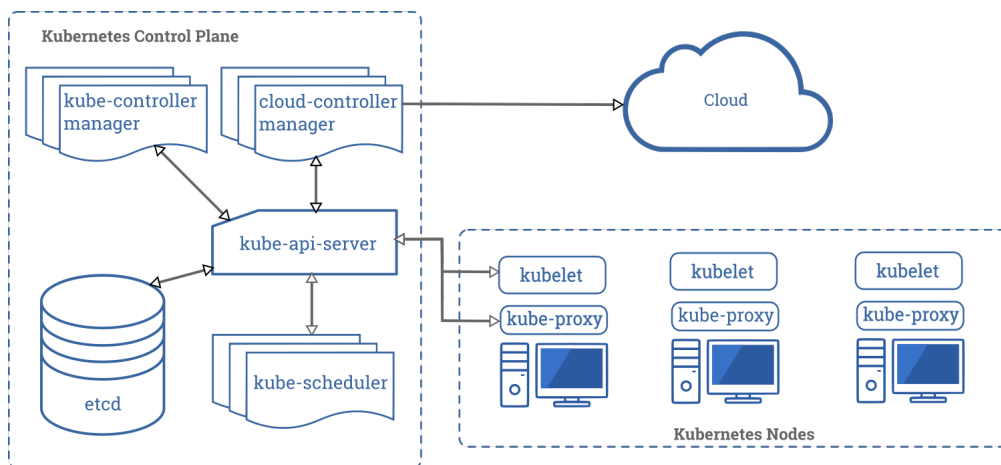 Kubernetes Control Plane
kube-controller
manager
cloud-controller
manager
Cloud
kube-api-server
kubelet
kubelet
kubelet
kube-proxy
kube-proxy
kube-proxy
kube-scheduler
etcd
Kubernetes Nodes